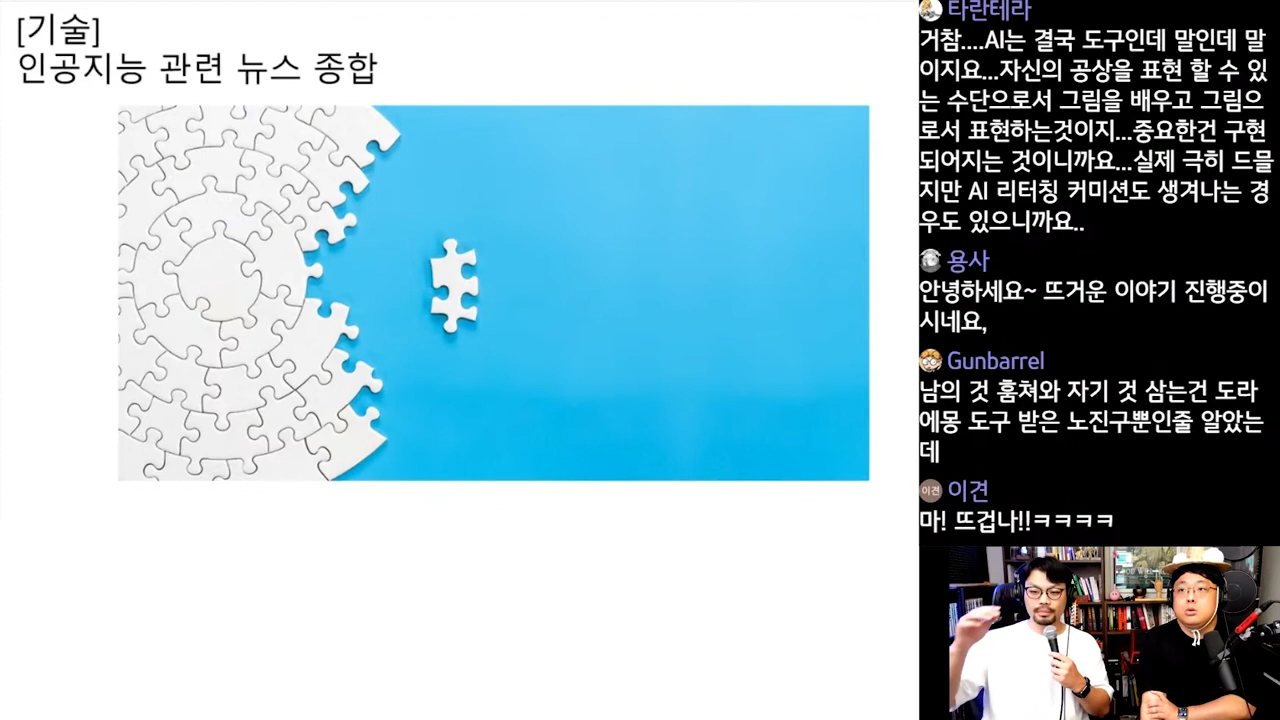 [기술]
인공지능 관련 뉴스 종합
타란테라
거참....AI는 결국 도구인데 말인데 말
이지요...자신의 공상을 표현 할 수 있
는 수단으로서 그림을 배우고 그림으
로서 표현하는것이지...중요한건 구현
되어지는 것이니까요...실제 극히 드믈
지만 AI 리터칭 커미션도 생겨나는 경
우도 있으니까요..
용사
안녕하세요~ 뜨거운 이야기 진행중이
시네요,
Gunbarrel
남의 것 훔쳐와 자기 것 삼는건 도라
에몽 도구 받은 노진구뿐인줄 알았는
데
이견
이견
마! 뜨겁나!!ㅋㅋㅋㅋ